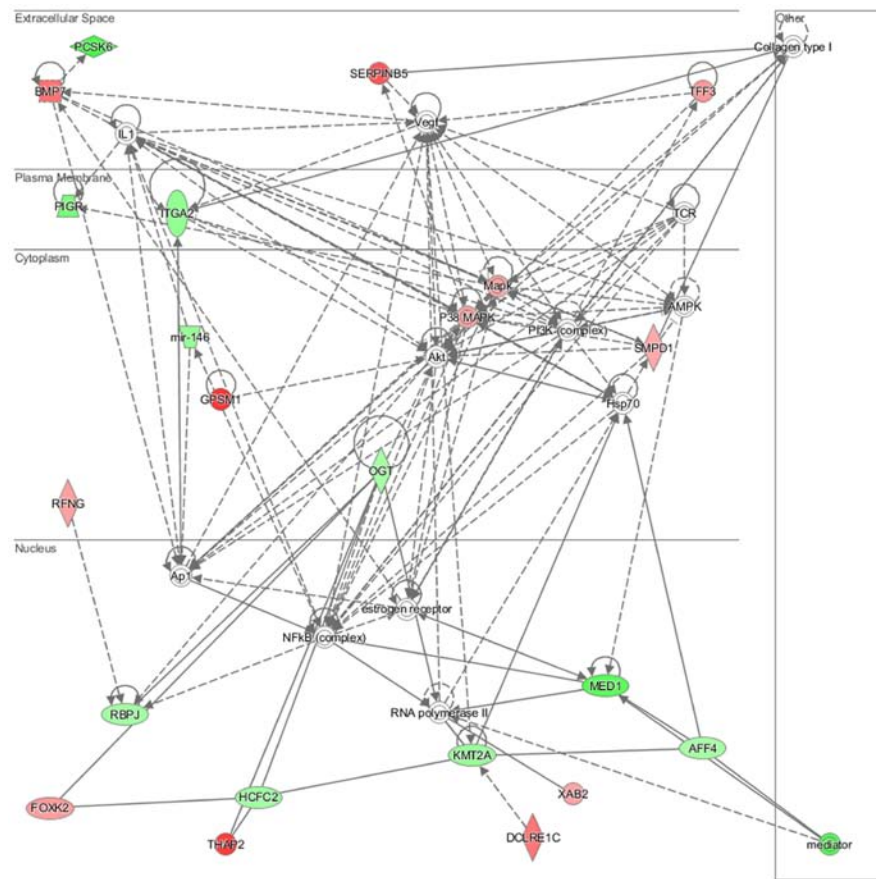 Extracellular Space
Other
PCSK6
Collagen type I
SERPINB5
BMP7
TFF3
Vegf
IL1
Plasma Membrane
PIGR
ITGA2
TCR
Cytoplasm
Mapk
AMPK
P38 MAPK
PI3K (complex)
mir-146
Akt
SMPD1
GPSM1
Hsp70
OGT
RFNG
Nucleus
Ap1
estrogen receptor
NFkB (complex)
MED1
RBPJ
RNA polymerase II
AFF4
KMT2A
XAB2
HCFC2
FOXK2
DCLRE1C
THAP2
mediator